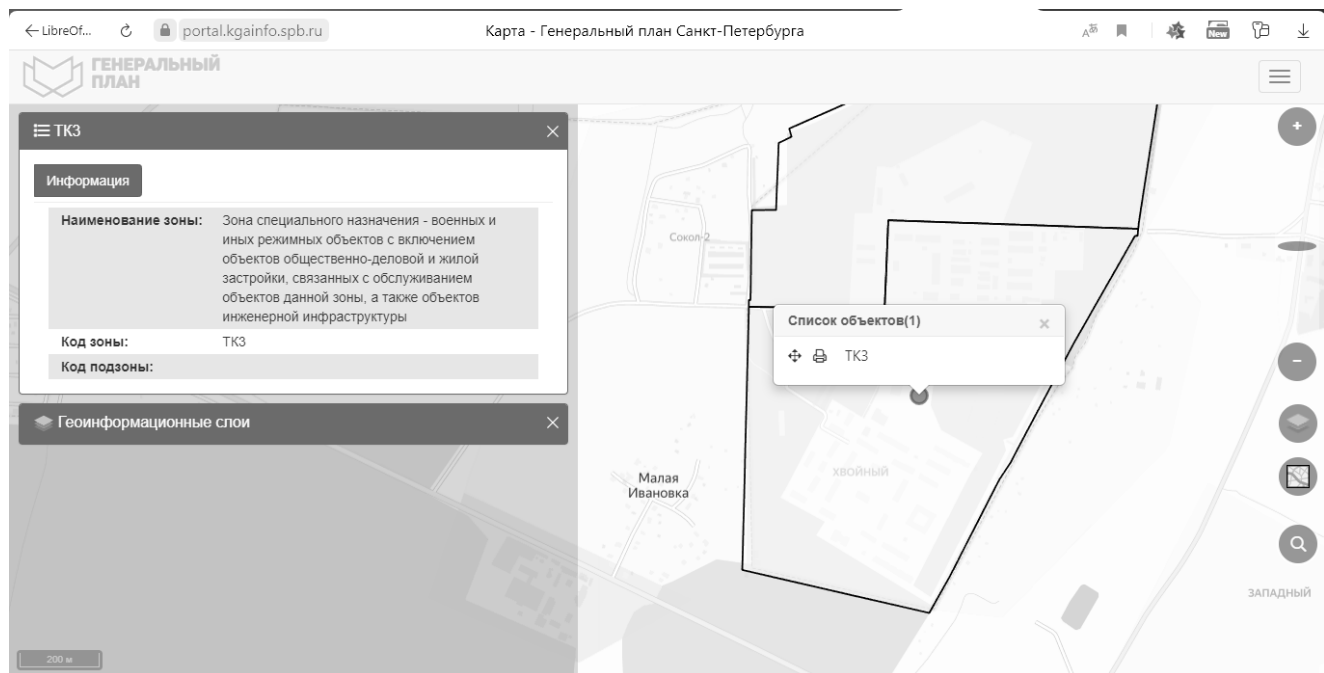 LibreOf...
portal.kgainfo.spb.ru
Карта - Генеральный план Санкт-Петербурга
New
ГЕНЕРАЛЬНЫЙ
ПЛАН
ТК3
Информация
Наименование зоны: Зона специального назначения - военных и
иных режимных объектов с включением
объектов общественно-деловой и жилой
застройки, связанных с обслуживанием
объектов данной зоны, а также объектов
инженерной инфраструктуры
Код зоны: ТК3
Код подзоны:
Геоинформационные слои
200 м
Сокол-2
Список объектов(1)
ТК3
ХВОЙНЫЙ
Малая
Ивановка
ЗАПАДНЫЙ